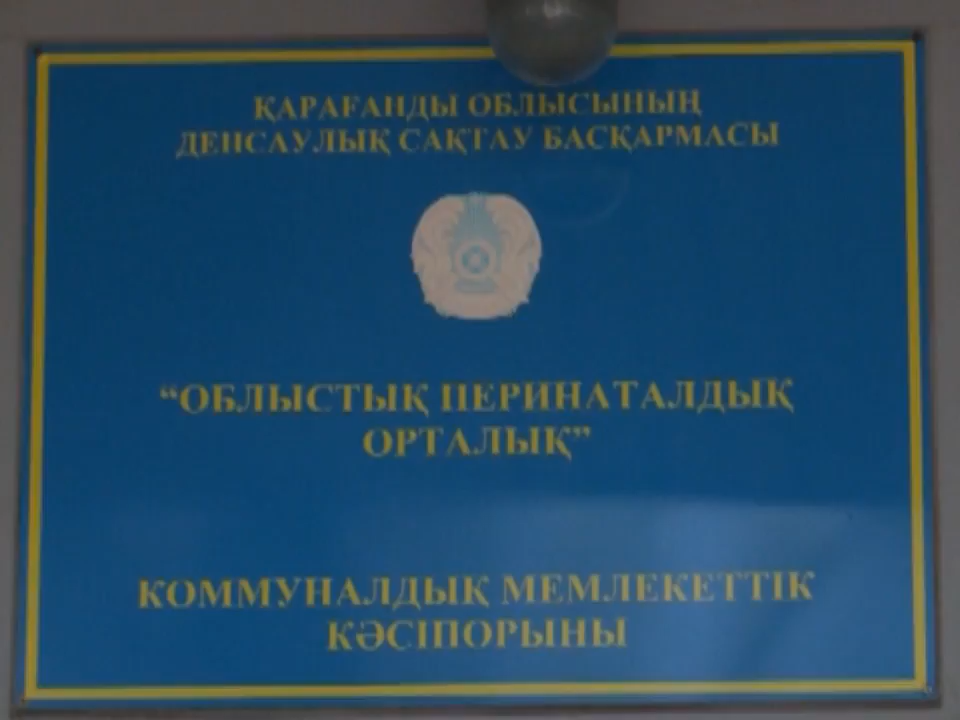 ҚАРАҒАНДЫ ОБЛЫСЫНЫҢ
ДЕНСАУЛЫҚ САҚТАУ БАСҚАРМАСЫ
“ОБЛЫСТЫҚ ПЕРИНАТАЛДЫҚ
ОРТАЛЫҚ”
КОММУНАЛДЫҚ МЕМЛЕКЕТТІК
КӘСІПОРЫНЫ